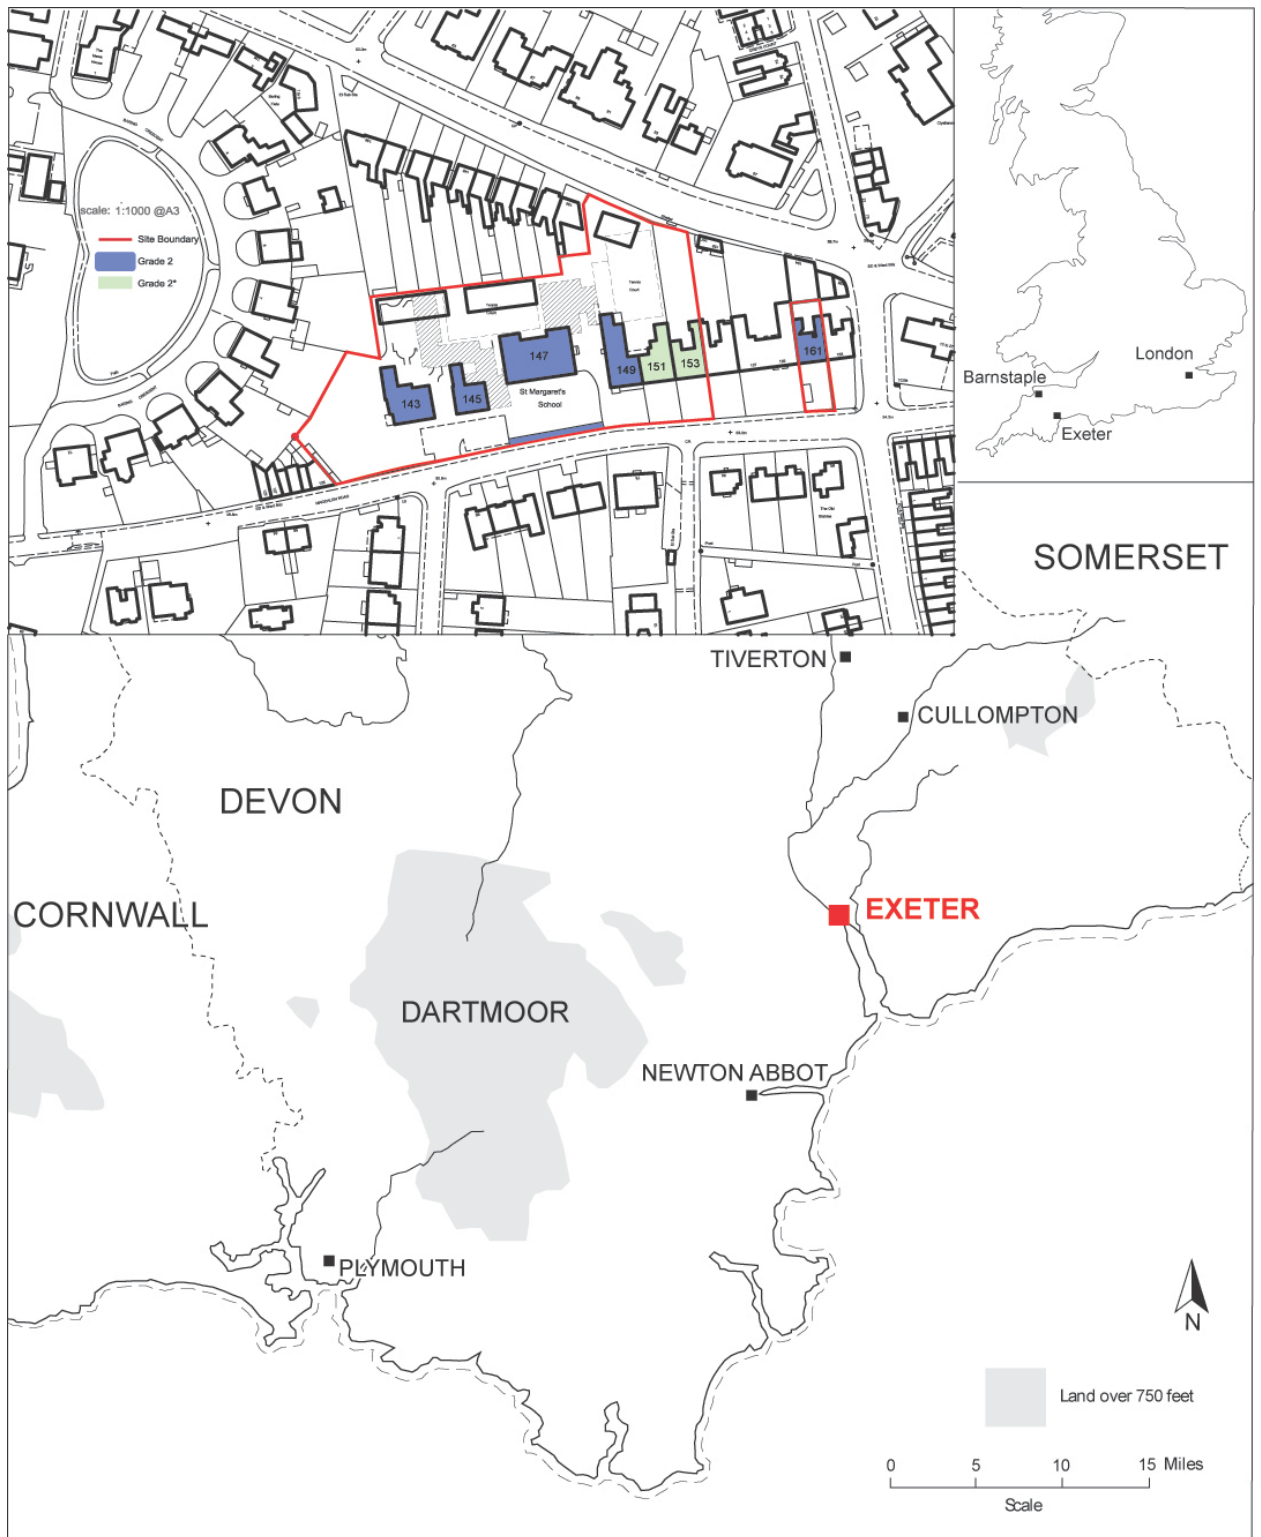 scale: 1:1000 @A3
Site Boundary
Grade 2
Grade 2*
143
145
147
149
151
153
161
St Margaret's
School
London
Barnstaple
Exeter
SOMERSET
TIVERTON
CULLOMPTON
DEVON
CORNWALL
EXETER
DARTMOOR
NEWTON ABBOT
PLYMOUTH
N
Land over 750 feet
0 5 10 15 Miles
Scale